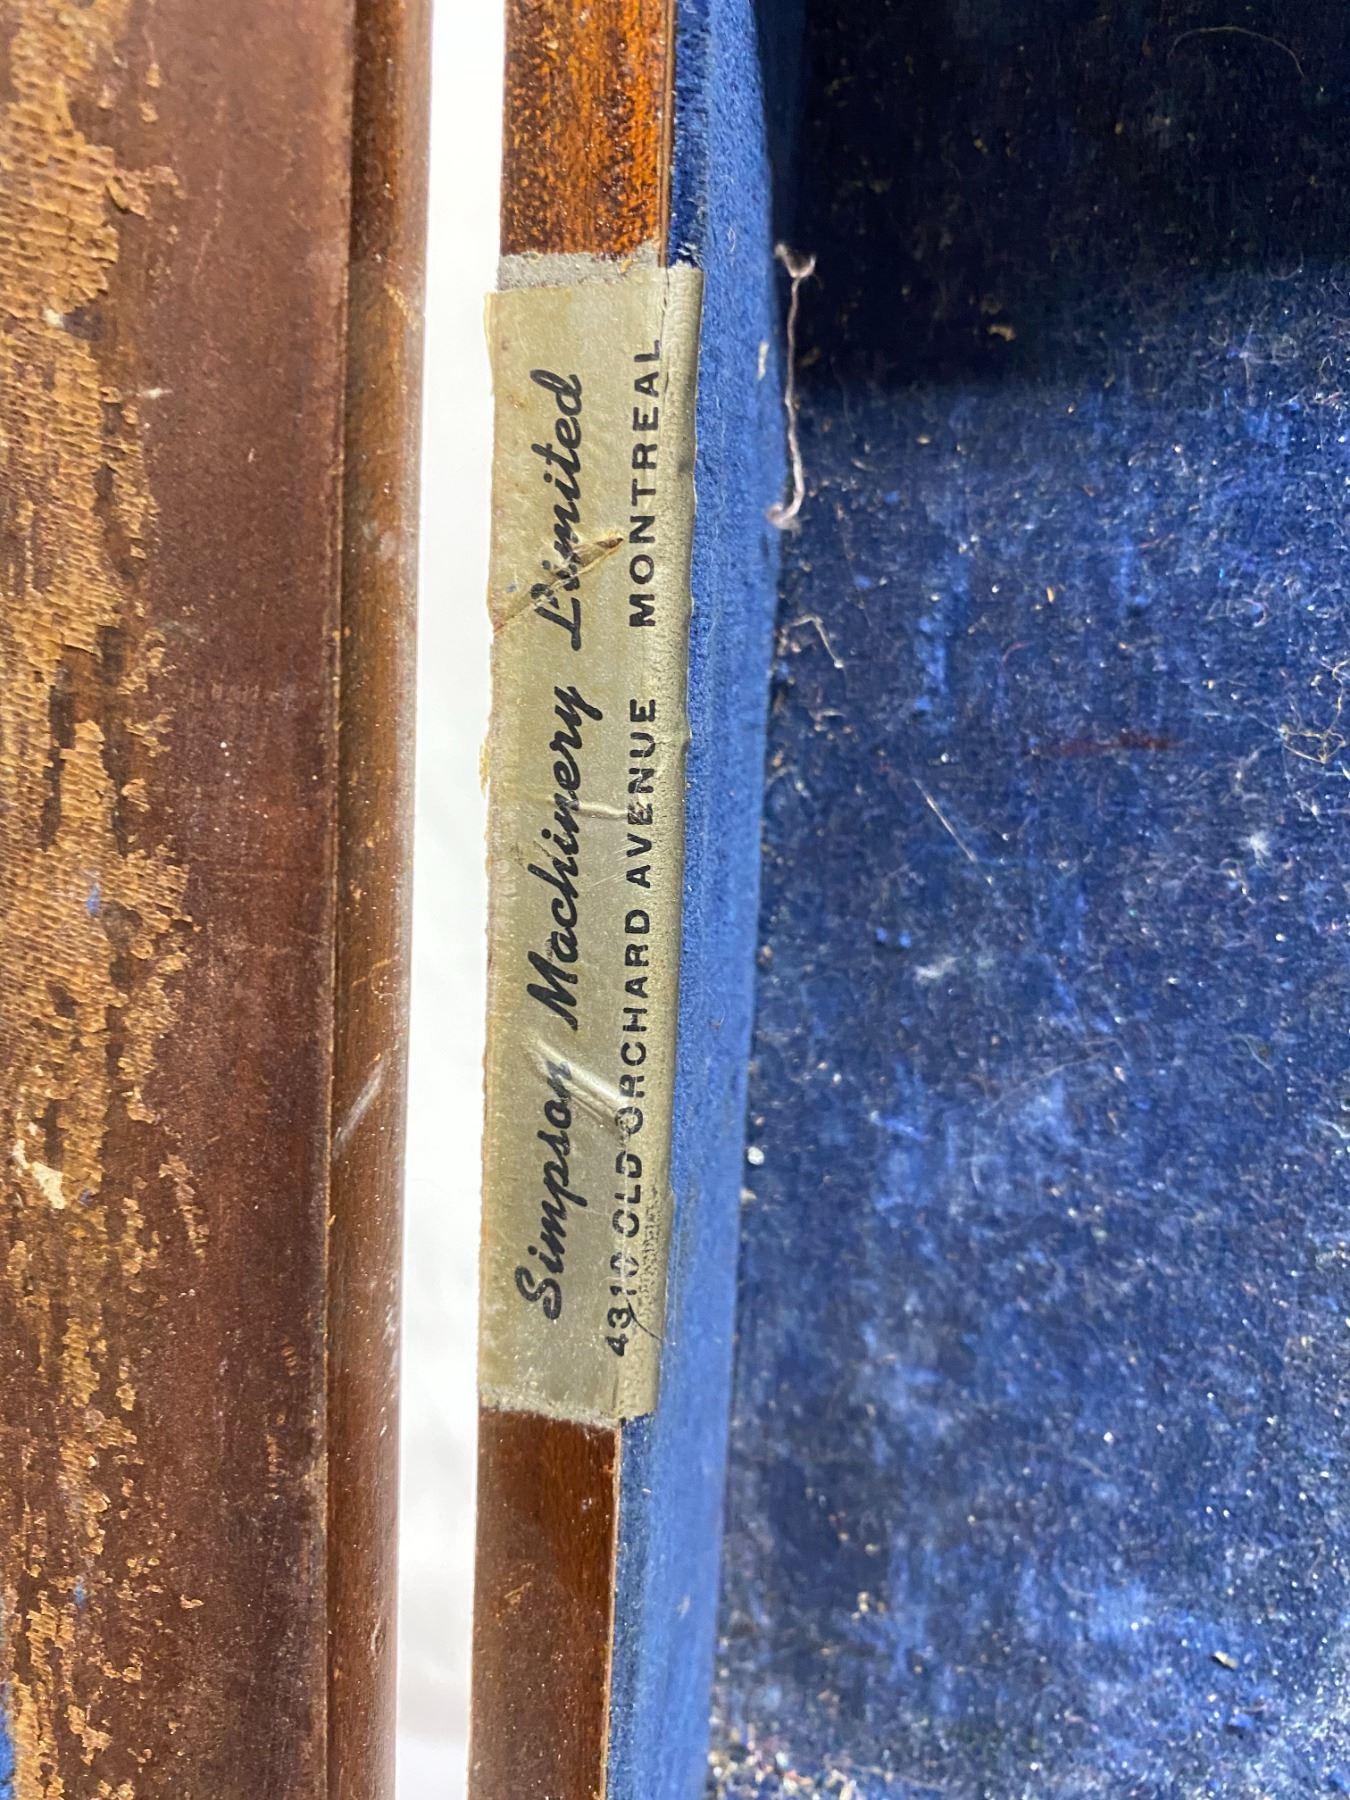 Simpson Machinery Limited
4310 OLD ORCHARD AVENUE MONTREAL